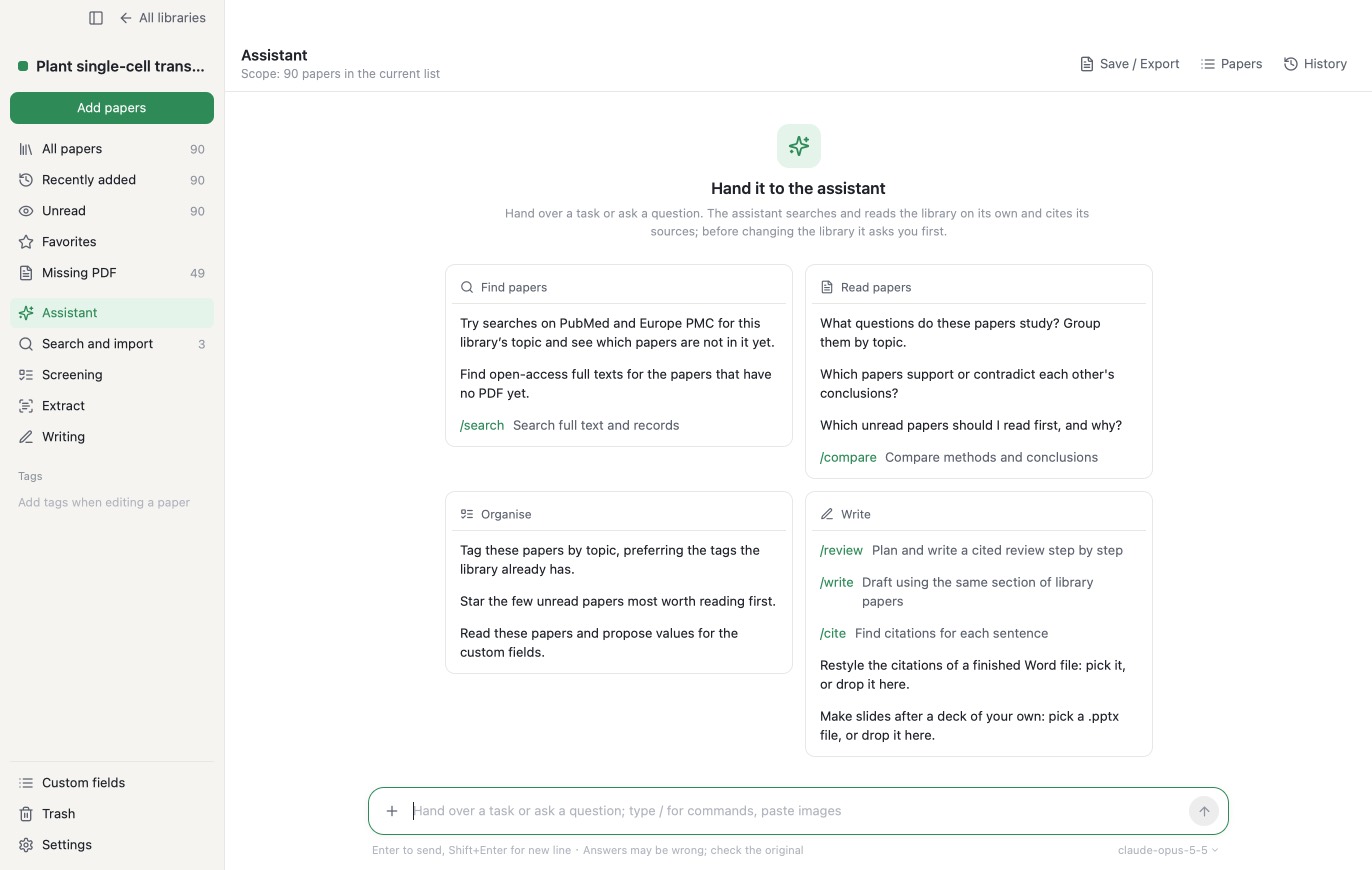 All libraries
Plant single-cell trans...
Add papers
All papers 90
Recently added 90
Unread 90
Favorites
Missing PDF 49
Assistant
Search and import 3
Screening
Extract
Writing
Tags
Add tags when editing a paper
Custom fields
Trash
Settings
Assistant
Scope: 90 papers in the current list
Save / Export
Papers
History
Hand it to the assistant
Hand over a task or ask a question. The assistant searches and reads the library on its own and cites its
sources; before changing the library it asks you first.
Find papers
Try searches on PubMed and Europe PMC for this
library's topic and see which papers are not in it yet.
Find open-access full texts for the papers that have
no PDF yet.
/search Search full text and records
Read papers
What questions do these papers study? Group
them by topic.
Which papers support or contradict each other's
conclusions?
Which unread papers should I read first, and why?
/compare Compare methods and conclusions
Organise
Tag these papers by topic, preferring the tags the
library already has.
Star the few unread papers most worth reading first.
Read these papers and propose values for the
custom fields.
Write
/review Plan and write a cited review step by step
/write Draft using the same section of library
papers
/cite Find citations for each sentence
Restyle the citations of a finished Word file: pick it,
or drop it here.
Make slides after a deck of your own: pick a .pptx
file, or drop it here.
Hand over a task or ask a question; type / for commands, paste images
Enter to send, Shift+Enter for new line · Answers may be wrong; check the original
claude-opus-5-5